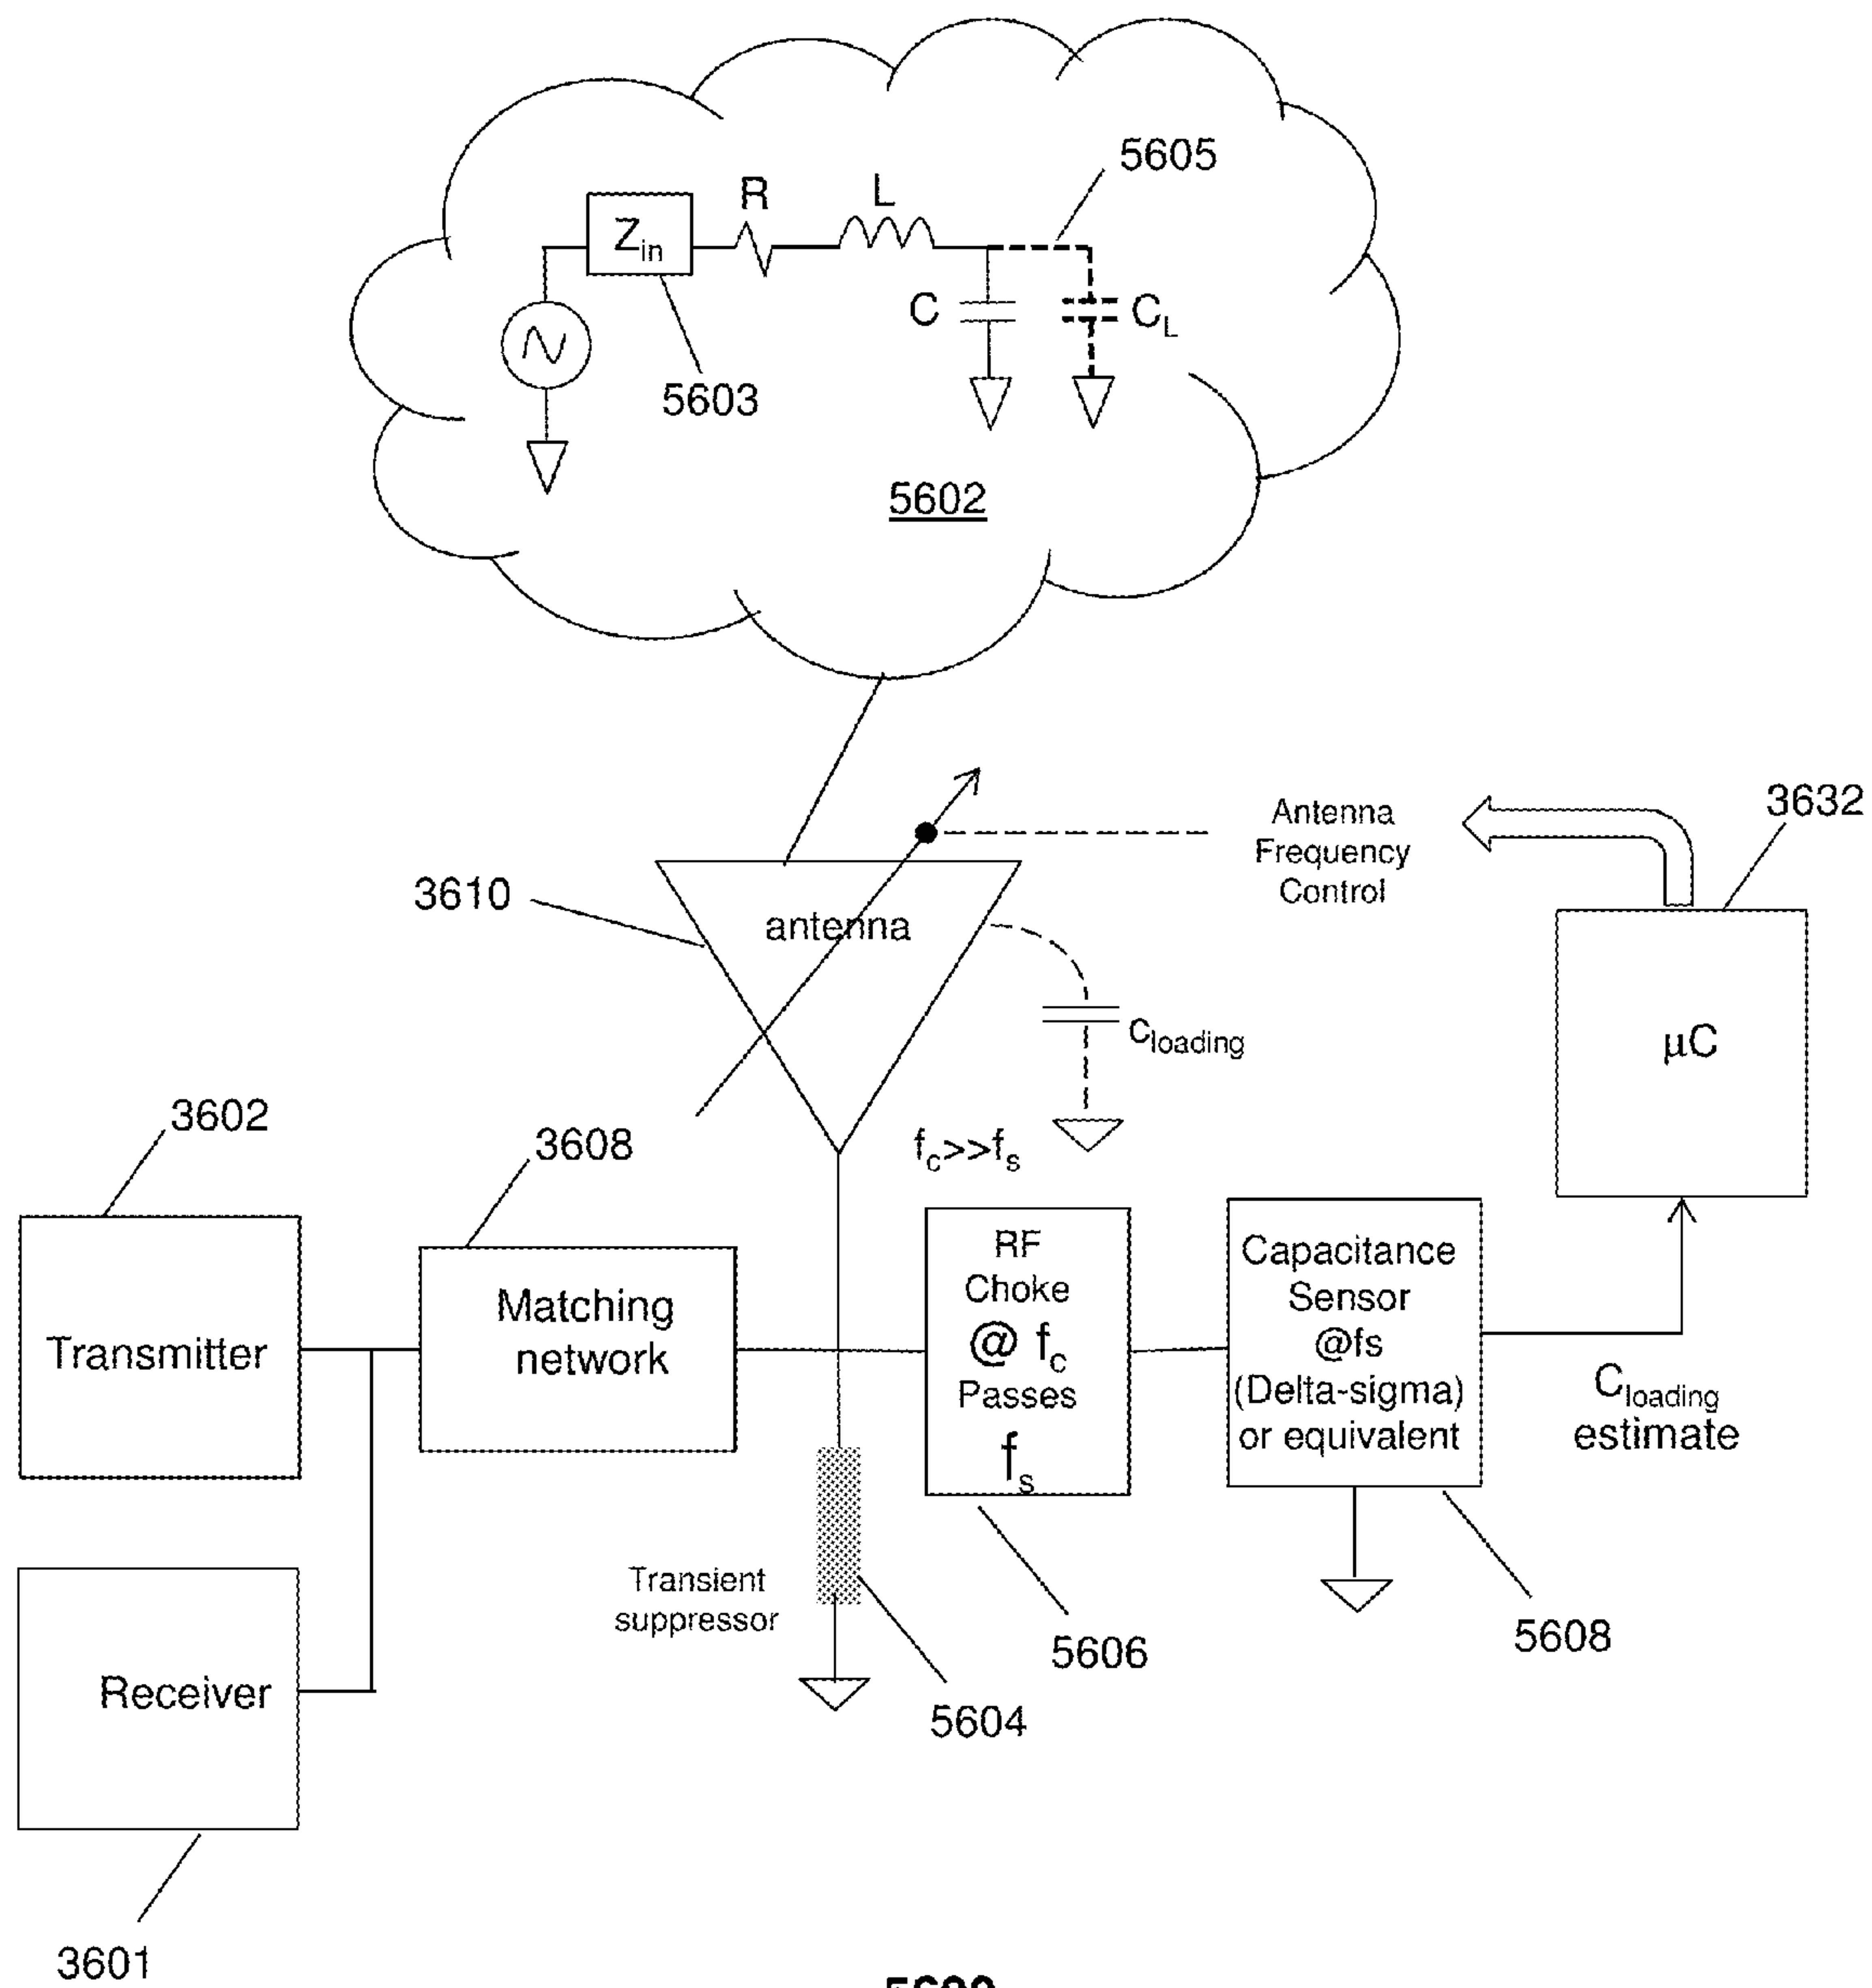 5605
R
L
Zin
C
CL
5603
5602
3632
Antenna
Frequency
Control
3610
antenna
Cloading
μC
3602
3608
fc>>fs
RF
Choke
@ fc
Passes
fs
Capacitance
Sensor
@fs
(Delta-sigma)
or equivalent
Matching
network
Transmitter
Cloading
estimate
Transient
suppressor
5606
5608
5604
Receiver
3601